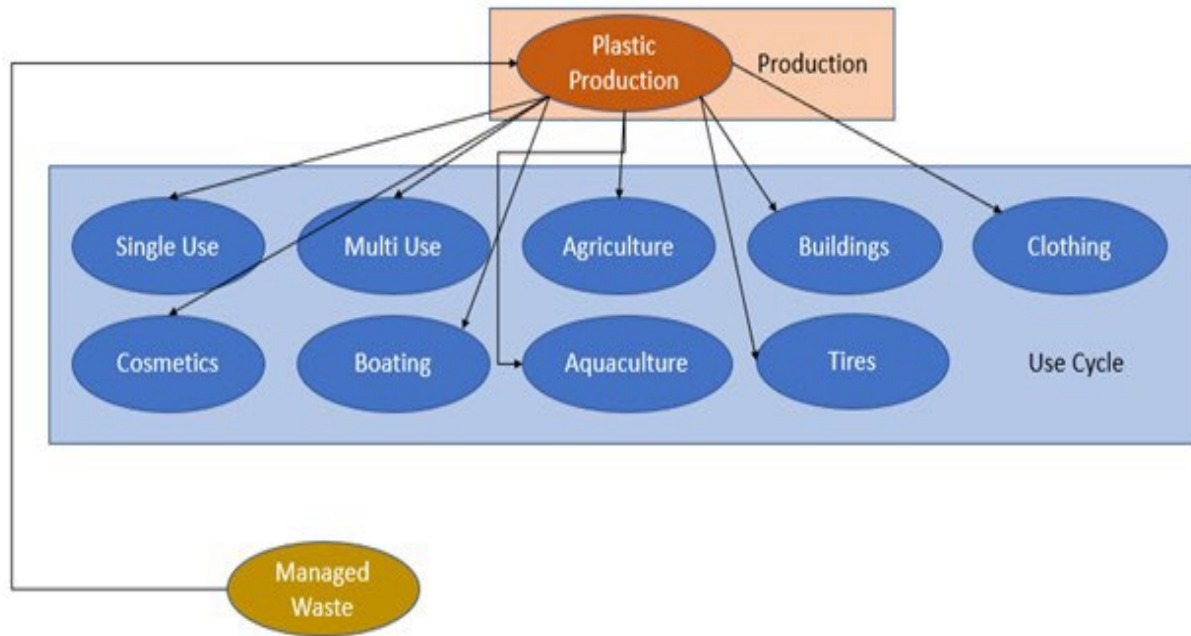 Plastic
Production
Production
Single Use
Multi Use
Agriculture
Buildings
Clothing
Cosmetics
Boating
Aquaculture
Tires
Use Cycle
Managed
Waste